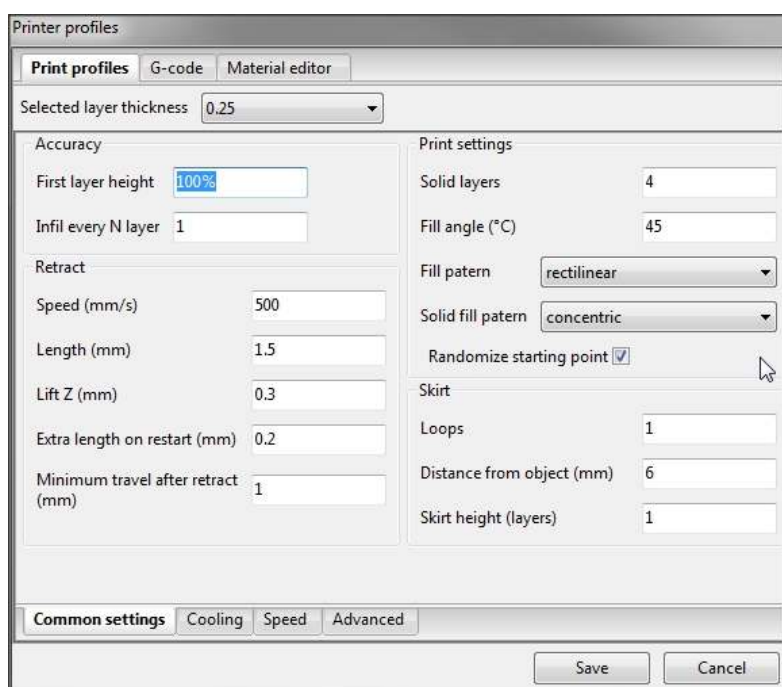 Printer profiles
Print profiles G-code Material editor
Selected layer thickness 0.25
Accuracy
First layer height 100%
Infil every N layer 1
Retract
Speed (mm/s) 500
Length (mm) 1.5
Lift Z (mm) 0.3
Extra length on restart (mm) 0.2
Minimum travel after retract
(mm) 1
Print settings
Solid layers 4
Fill angle (°C) 45
Fill patern rectilinear
Solid fill patern concentric
Randomize starting point
Skirt
Loops 1
Distance from object (mm) 6
Skirt height (layers) 1
Common settings Cooling Speed Advanced
Save Cancel